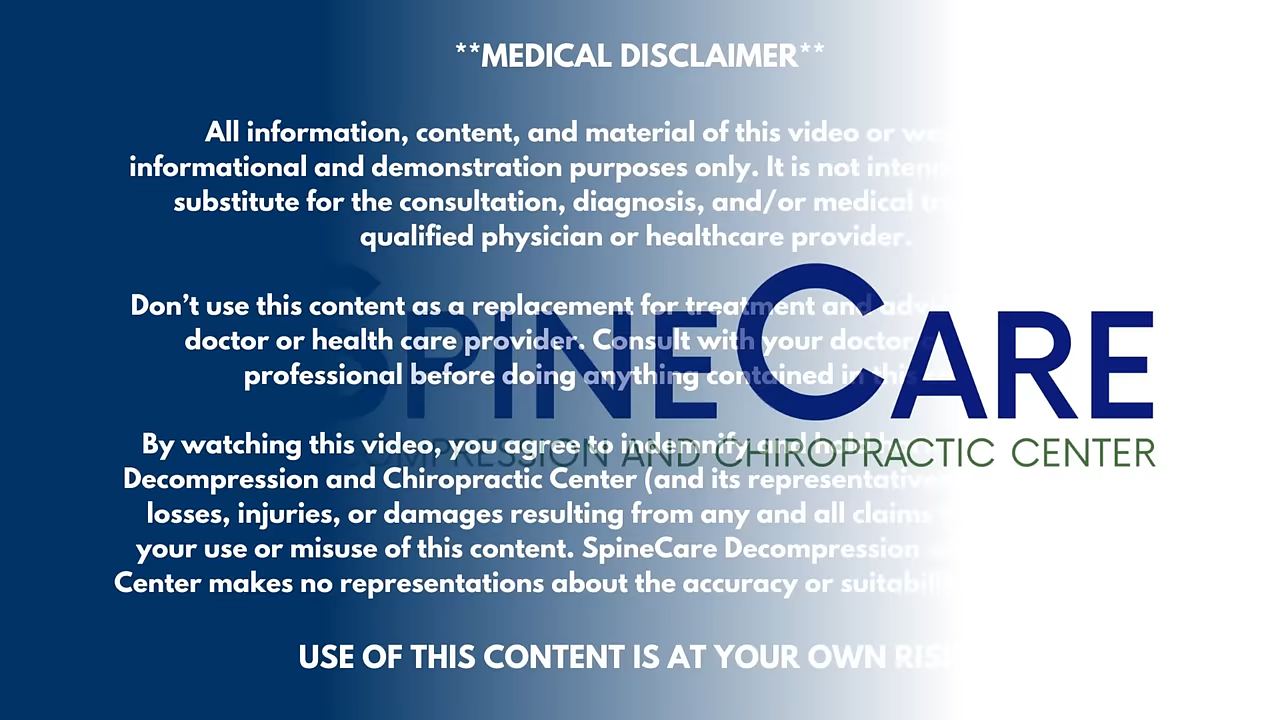 **MEDICAL DISCLAIMER**
All information, content, and material of this video or
informational and demonstration purposes only. It is not
substitute for the consultation, diagnosis, and/or medical
qualified physician or healthcare provider.
SPINECARE
Don’t use this content as a replacement for treatment and
doctor or health care provider. Consult with your doctor
professional before doing anything contained in this
AND CHIROPRACTIC CENTER
By watching this video, you agree to indemnify and hold
Decompression and Chiropractic Center (and its
losses, injuries, or damages resulting from any and all claims
your use or misuse of this content. SpineCare Decompression
Center makes no representations about the accuracy or
USE OF THIS CONTENT IS AT YOUR OWN